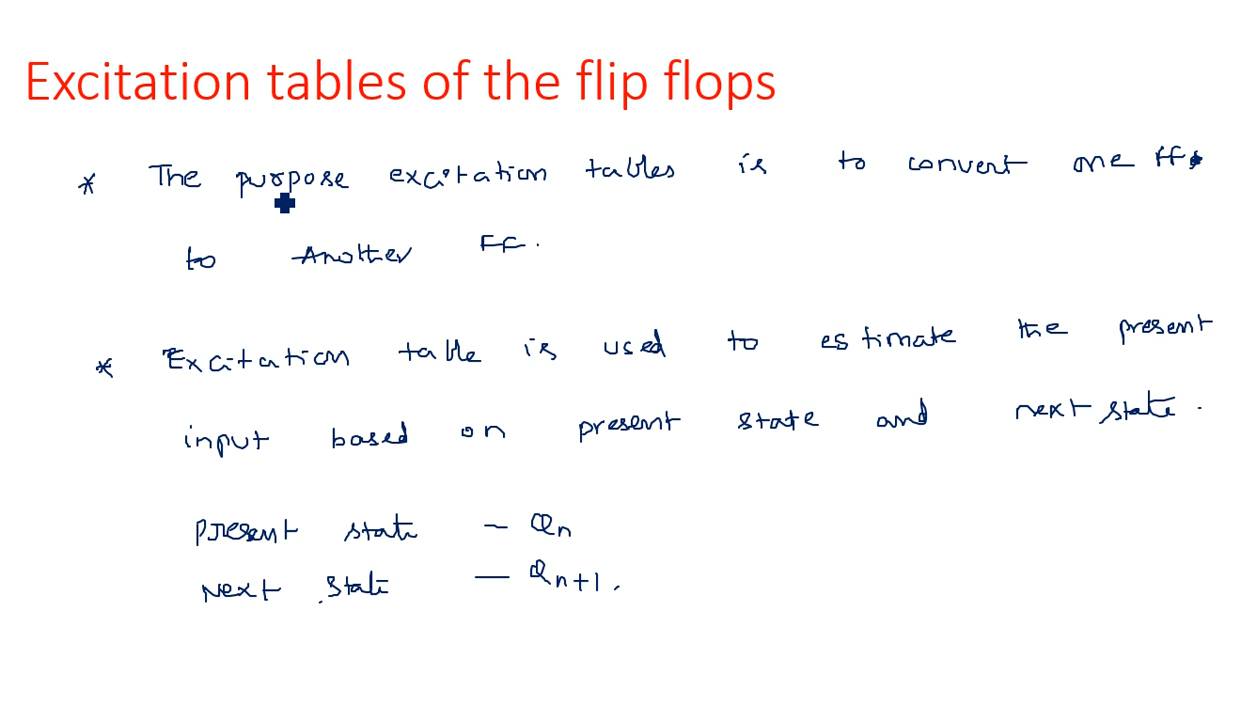 Excitation tables of the flip flops
* The purpose excitation tables is to convert one FF
to Another FF.
* Excitation table is used to estimate the present
input based on present state and next state.
present state - Qn
Next state - Qn+1.